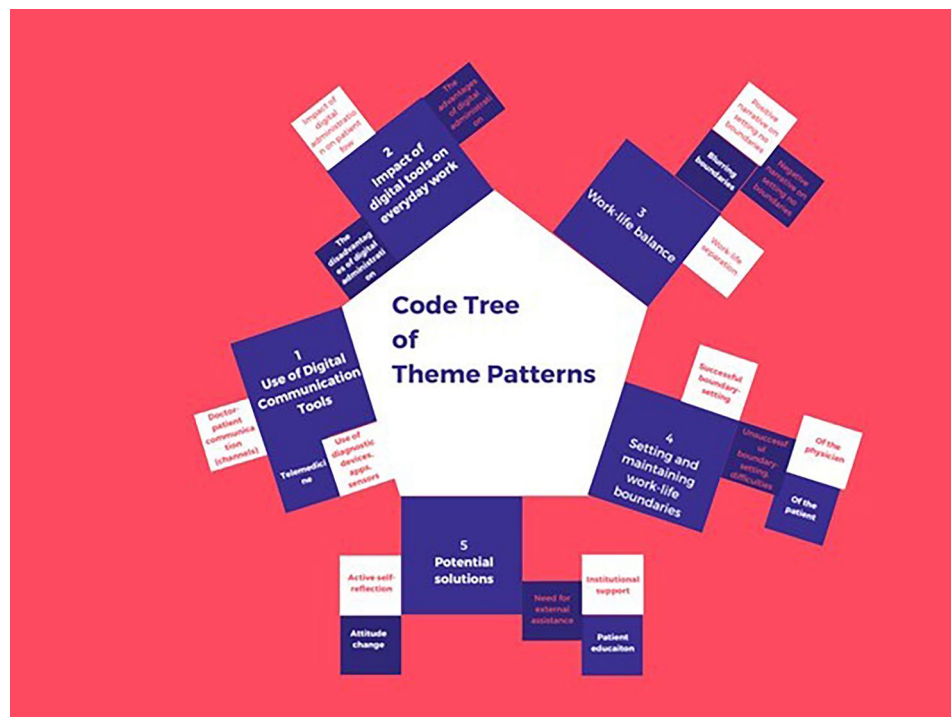 Code Tree
of
Theme Patterns
1
Use of Digital
Communication
Tools
Doctor-
patient
communica
tion
(channels)
Telemedici
ne
Use of
diagnostic
devices,
apps,
sensors
2
Impact of
digital tools on
everyday work
Impact of
digital
administratio
n on patient
fow
The
advantages
of digital
administrati
on
The
disadvantag
es of digital
administrati
on
3
Work-life balance
Blurring
boundaries
Positive
narrative on
setting no
boundaries
Negative
narrative on
setting no
boundaries
Work-life
separation
4
Setting and
maintaining
work-life
boundaries
Successful
boundary-
setting
Unsuccessf
ul
boundary-
setting,
difficulties
Of the
physician
Of the
patient
5
Potential
solutions
Active self-
reflection
Attitude
change
Need for
external
assistance
Institutional
support
Patient
educaiton